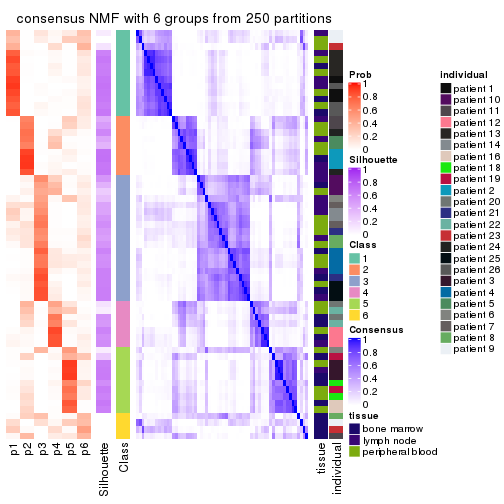 consensus NMF with 6 groups from 250 partitions
p1
p2
p3
p4
p5
p6
Silhouette
Class
tissue
individual
Prob
1
0.8
0.6
0.4
0.2
0
Silhouette
1
0.8
0.6
0.4
0.2
0
Class
1
2
3
4
5
6
Consensus
1
0.8
0.6
0.4
0.2
0
tissue
bone marrow
lymph node
peripheral blood
individual
patient 1
patient 10
patient 11
patient 12
patient 13
patient 14
patient 16
patient 18
patient 19
patient 2
patient 20
patient 21
patient 22
patient 23
patient 24
patient 25
patient 26
patient 3
patient 4
patient 5
patient 6
patient 7
patient 8
patient 9